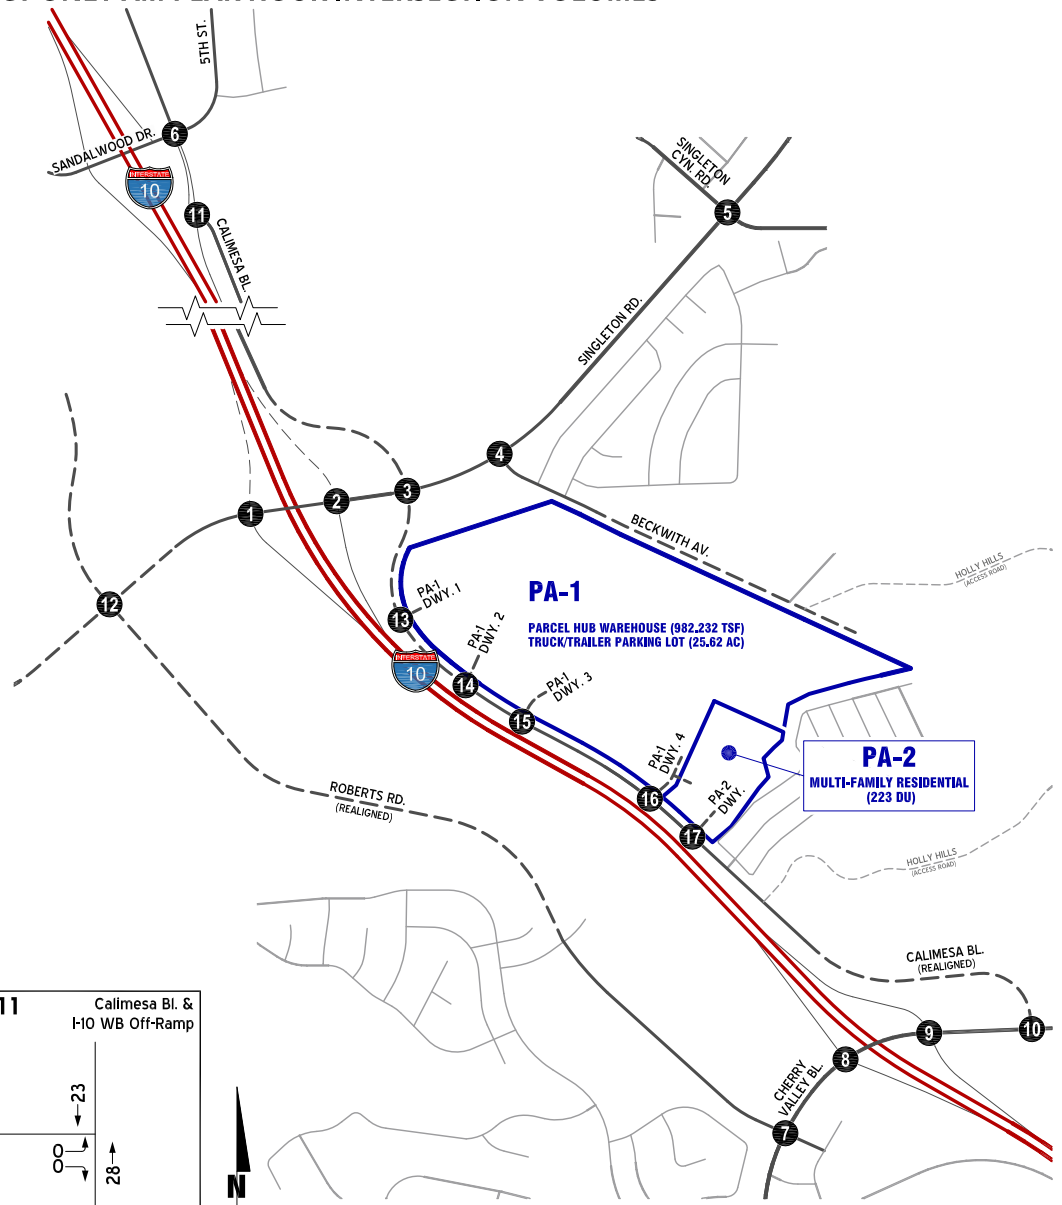 5TH ST.
6
SANDALWOOD DR.
INTERSTATE
10
11
CALIMESA BL.
SINGLETON
CYN. RD.
5
SINGLETON RD.
4
3
2
1
BECKWITH AV.
HOLLY HILLS
(ACCESS ROAD)
12
13
PA-1
DWY. 1
PA-1
PARCEL HUB WAREHOUSE (982.232 TSF)
TRUCK/TRAILER PARKING LOT (25.62 AC)
PA-1
DWY. 2
INTERSTATE
10
14
PA-1
DWY. 3
15
PA-1
DWY. 4
16
PA-2
DWY.
17
PA-2
MULTI-FAMILY RESIDENTIAL
(223 DU)
ROBERTS RD.
(REALIGNED)
HOLLY HILLS
(ACCESS ROAD)
CALIMESA BL.
(REALIGNED)
10
9
8
CHERRY
VALLEY BL.
7
11
Calimesa Bl. &
I-10 WB Off-Ramp
23
0
0
28
N